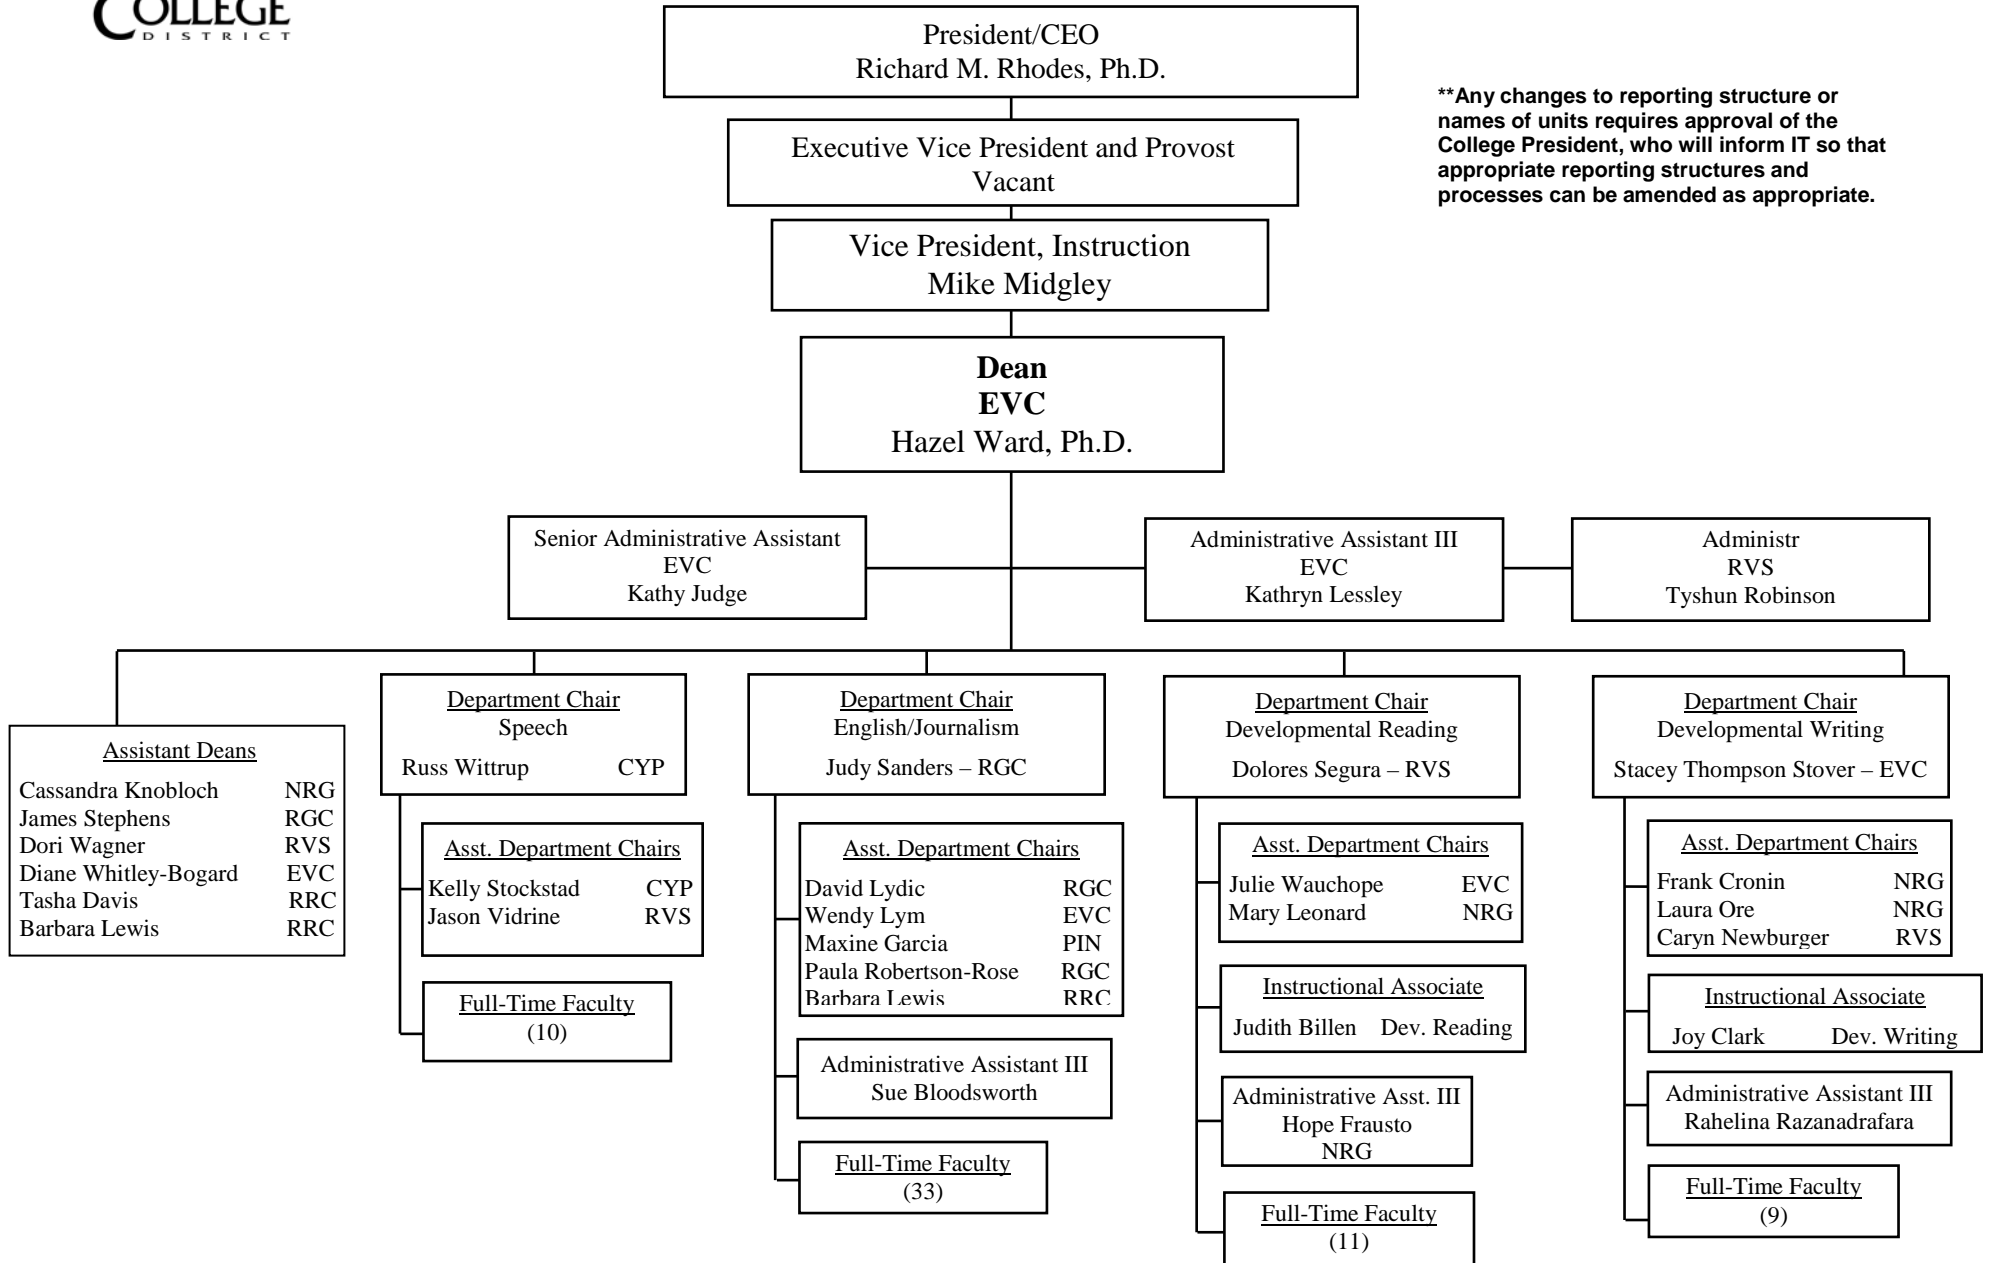 COLLEGE
DISTRICT
President/CEO
Richard M. Rhodes, Ph.D.
**Any changes to reporting structure or
names of units requires approval of the
College President, who will inform IT so that
appropriate reporting structures and
processes can be amended as appropriate.
Executive Vice President and Provost
Vacant
Vice President, Instruction
Mike Midgley
Dean
EVC
Hazel Ward, Ph.D.
Senior Administrative Assistant
EVC
Kathy Judge
Administrative Assistant III
EVC
Kathryn Lessley
Administr
RVS
Tyshun Robinson
Assistant Deans
Cassandra Knobloch NRG
James Stephens RGC
Dori Wagner RVS
Diane Whitley-Bogard EVC
Tasha Davis RRC
Barbara Lewis RRC
Department Chair
Speech
Russ Wittrup CYP
Asst. Department Chairs
Kelly Stockstad CYP
Jason Vidrine RVS
Full-Time Faculty
(10)
Department Chair
English/Journalism
Judy Sanders – RGC
Asst. Department Chairs
David Lydic RGC
Wendy Lym EVC
Maxine Garcia PIN
Paula Robertson-Rose RGC
Barbara Lewis RRC
Administrative Assistant III
Sue Bloodsworth
Full-Time Faculty
(33)
Department Chair
Developmental Reading
Dolores Segura – RVS
Asst. Department Chairs
Julie Wauchope EVC
Mary Leonard NRG
Instructional Associate
Judith Billen Dev. Reading
Administrative Asst. III
Hope Frausto
NRG
Full-Time Faculty
(11)
Department Chair
Developmental Writing
Stacey Thompson Stover – EVC
Asst. Department Chairs
Frank Cronin NRG
Laura Ore NRG
Caryn Newburger RVS
Instructional Associate
Joy Clark Dev. Writing
Administrative Assistant III
Rahelina Razanadrafara
Full-Time Faculty
(9)